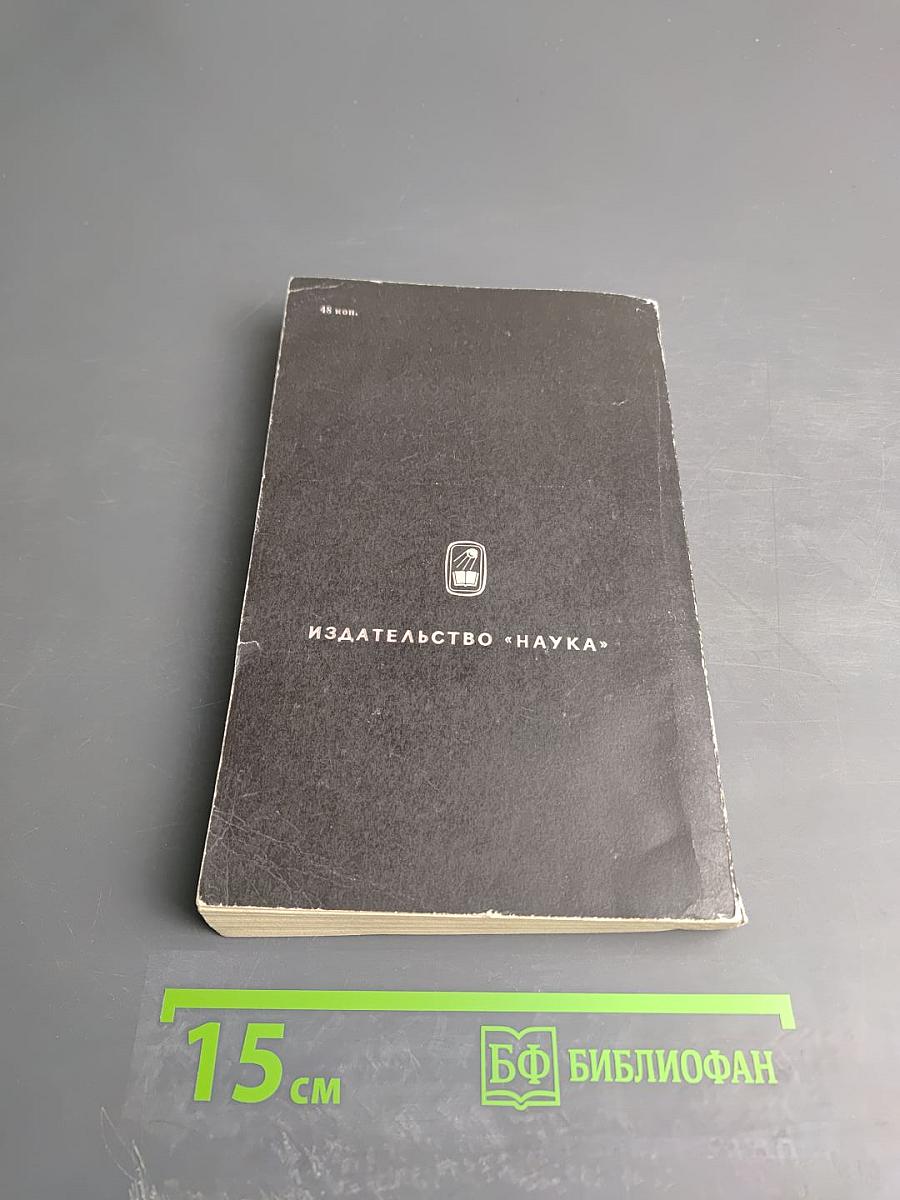 48 коп.
ИЗДАТЕЛЬСТВО «НАУКА»
15 см
БФ БИБЛИОФАН